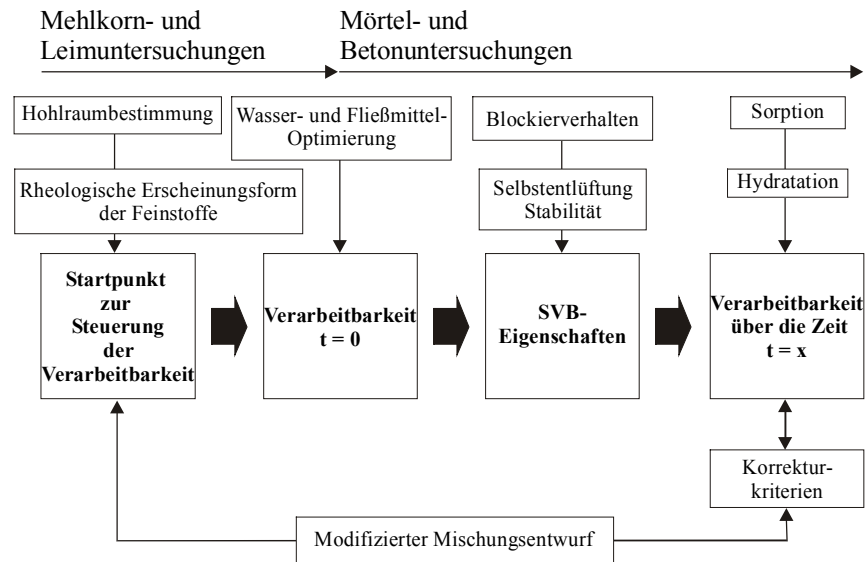 Mehlkorn- und
Leimuntersuchungen
Mörtel- und
Betonuntersuchungen
Hohlraumbestimmung
Rheologische Erscheinungsform
der Feinstoffe
Wasser- und Fließmittel-
Optimierung
Blockierverhalten
Selbstentlüftung
Stabilität
Sorption
Hydratation
Startpunkt
zur
Steuerung
der
Verarbeitbarkeit
Verarbeitbarkeit
t = 0
SVB-
Eigenschaften
Verarbeitbarkeit
über die Zeit
t = x
Korrektur-
kriterien
Modifizierter Mischungsentwurf